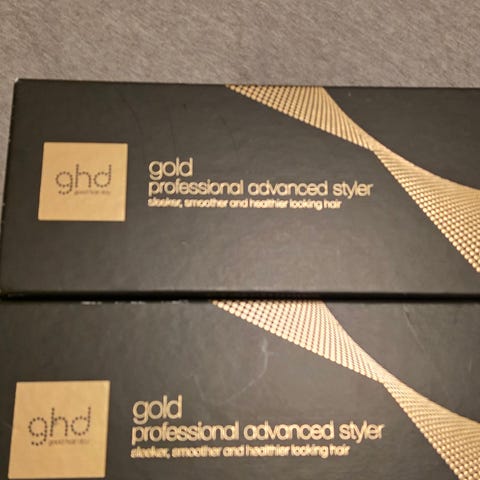 ghd
good hair day
gold
professional advanced styler
sleeker, smoother and healthier looking hair
ghd
good hair day
gold
professional advanced styler
sleeker, smoother and healthier looking hair